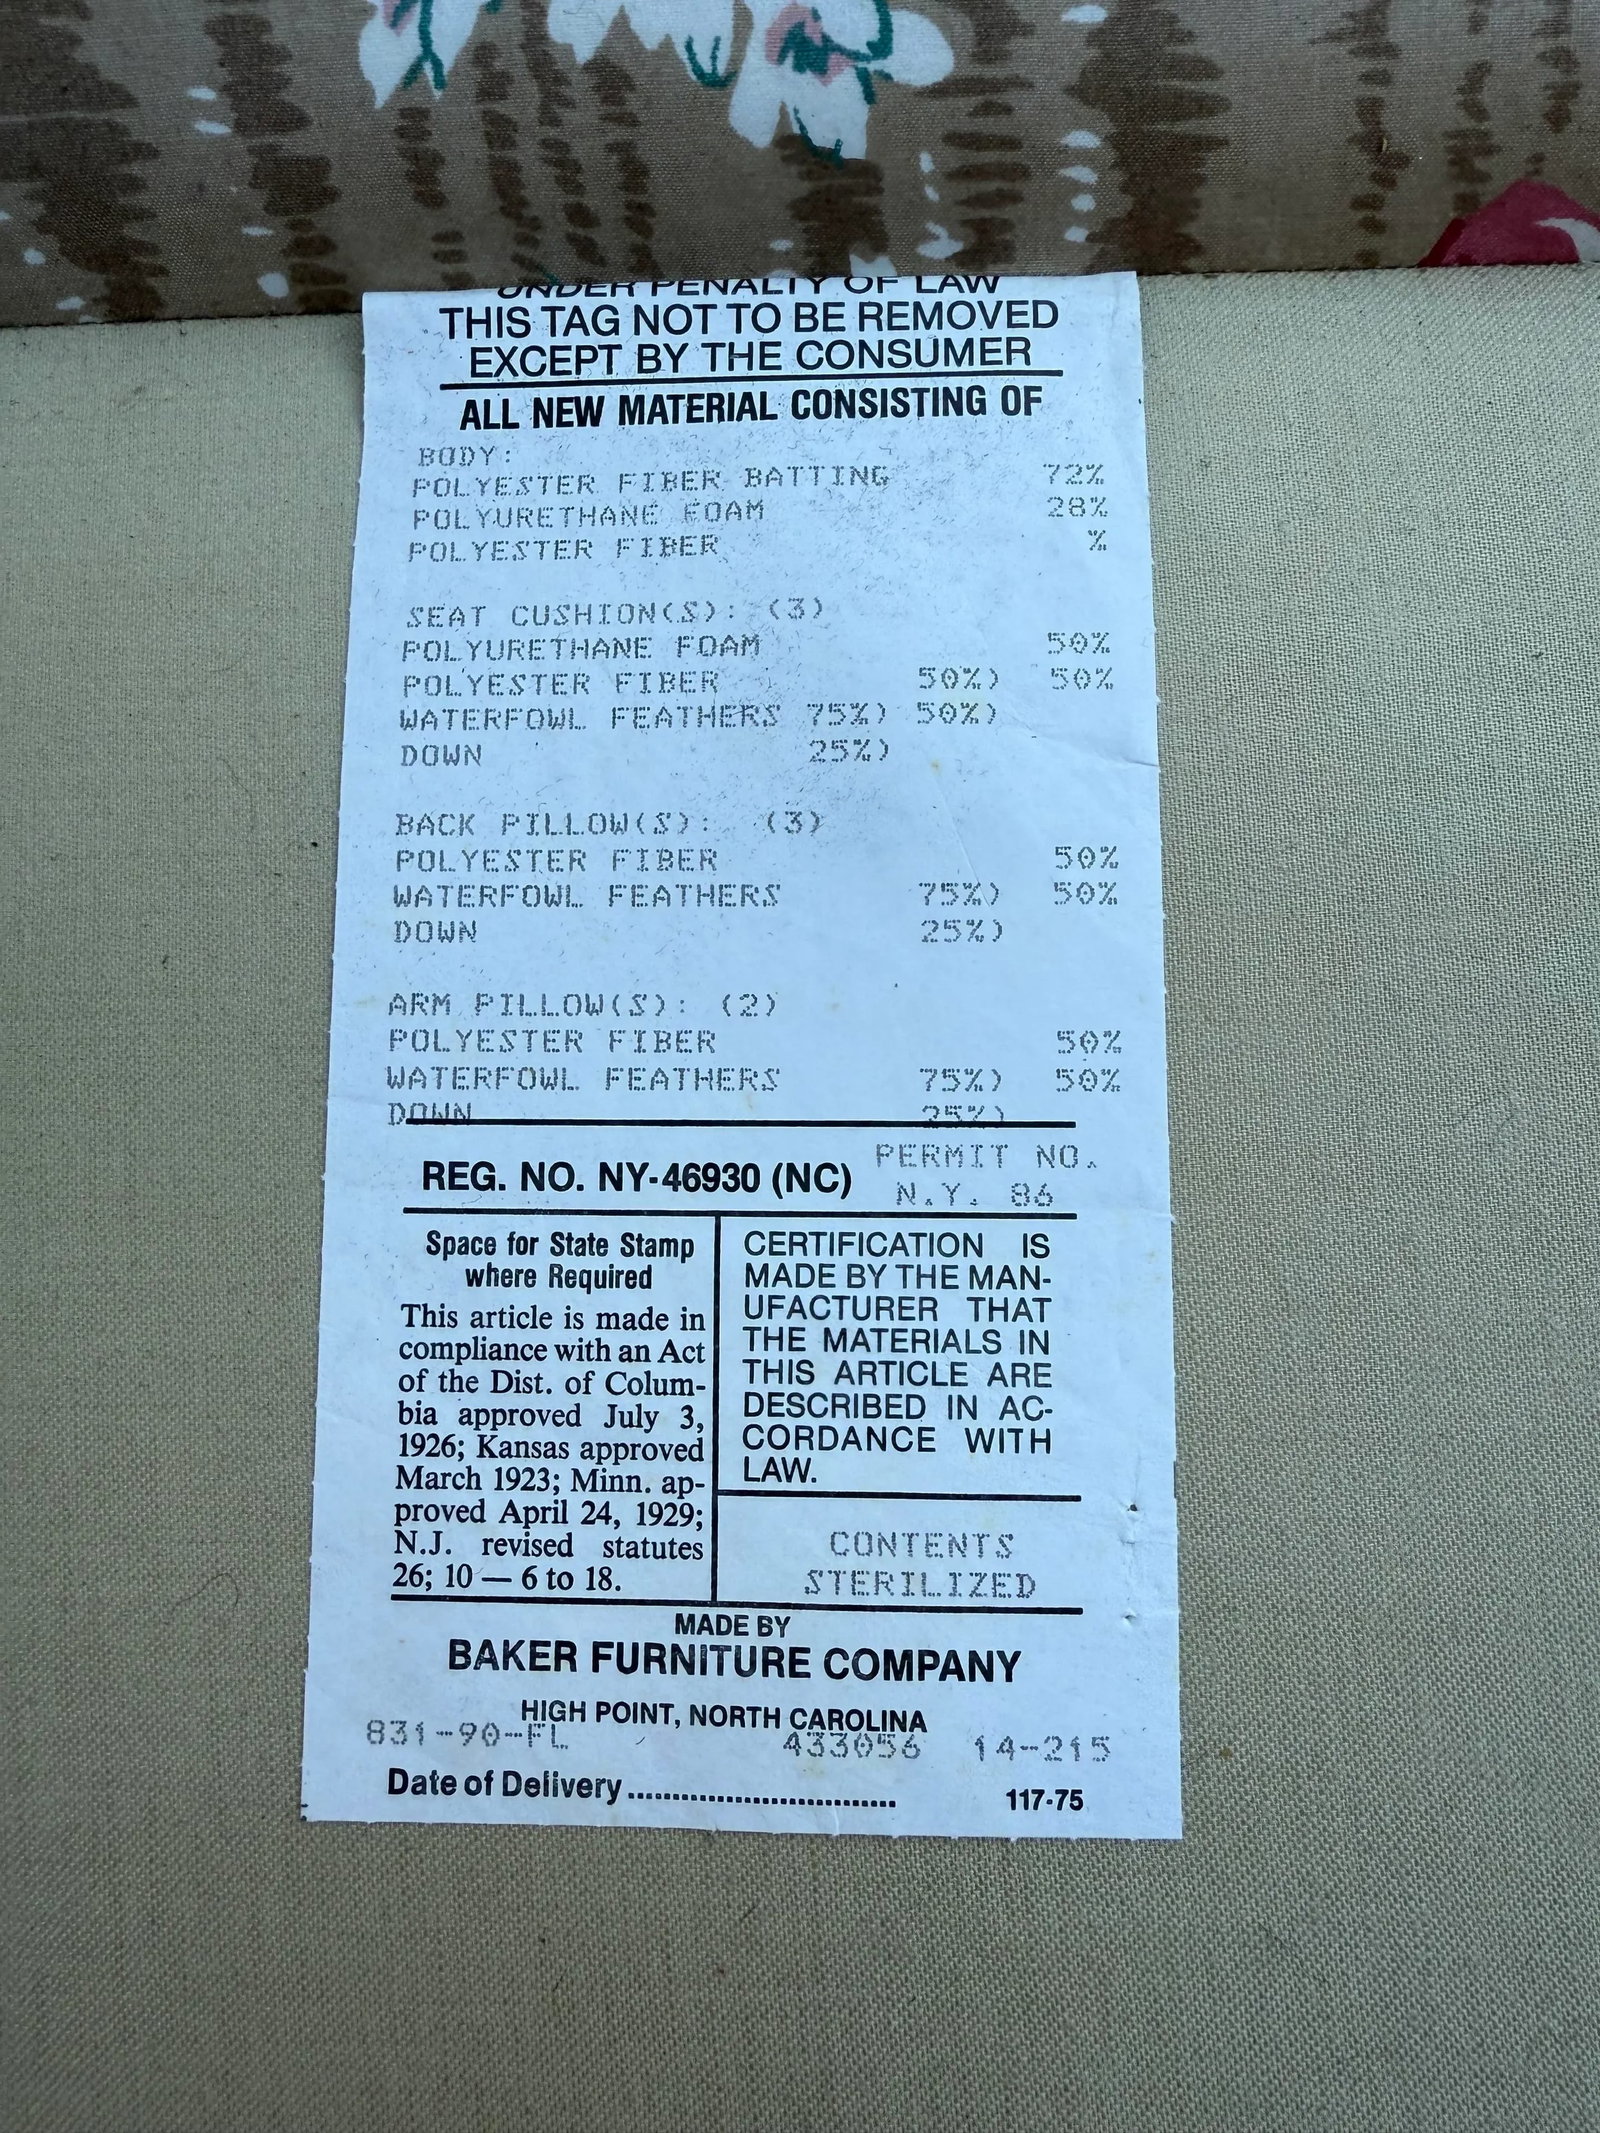 UNDER PENALTY OF LAW
THIS TAG NOT TO BE REMOVED
EXCEPT BY THE CONSUMER
ALL NEW MATERIAL CONSISTING OF
BODY:
POLYESTER FIBER BATTING 72%
POLYURETHANE FOAM 28%
POLYESTER FIBER %
SEAT CUSHION(S): (3)
POLYURETHANE FOAM 50%
POLYESTER FIBER 50%) 50%
WATERFOWL FEATHERS 75%) 50%)
DOWN 25%)
BACK PILLOW(S): (3)
POLYESTER FIBER 50%
WATERFOWL FEATHERS 75%) 50%
DOWN 25%)
ARM PILLOW(S): (2)
POLYESTER FIBER 50%
WATERFOWL FEATHERS 75%) 50%
DOWN 25%)
REG. NO. NY-46930 (NC)
PERMIT NO.
N.Y. 86
Space for State Stamp
where Required
This article is made in
compliance with an Act
of the Dist. of Colum-
bia approved July 3,
1926; Kansas approved
March 1923; Minn. ap-
proved April 24, 1929;
N.J. revised statutes
26; 10 — 6 to 18.
CERTIFICATION IS
MADE BY THE MAN-
UFACTURER THAT
THE MATERIALS IN
THIS ARTICLE ARE
DESCRIBED IN AC-
CORDANCE WITH
LAW.
CONTENTS
STERILIZED
MADE BY
BAKER FURNITURE COMPANY
HIGH POINT, NORTH CAROLINA
831-90-FL 433056 14-215
Date of Delivery ..............................
117-75